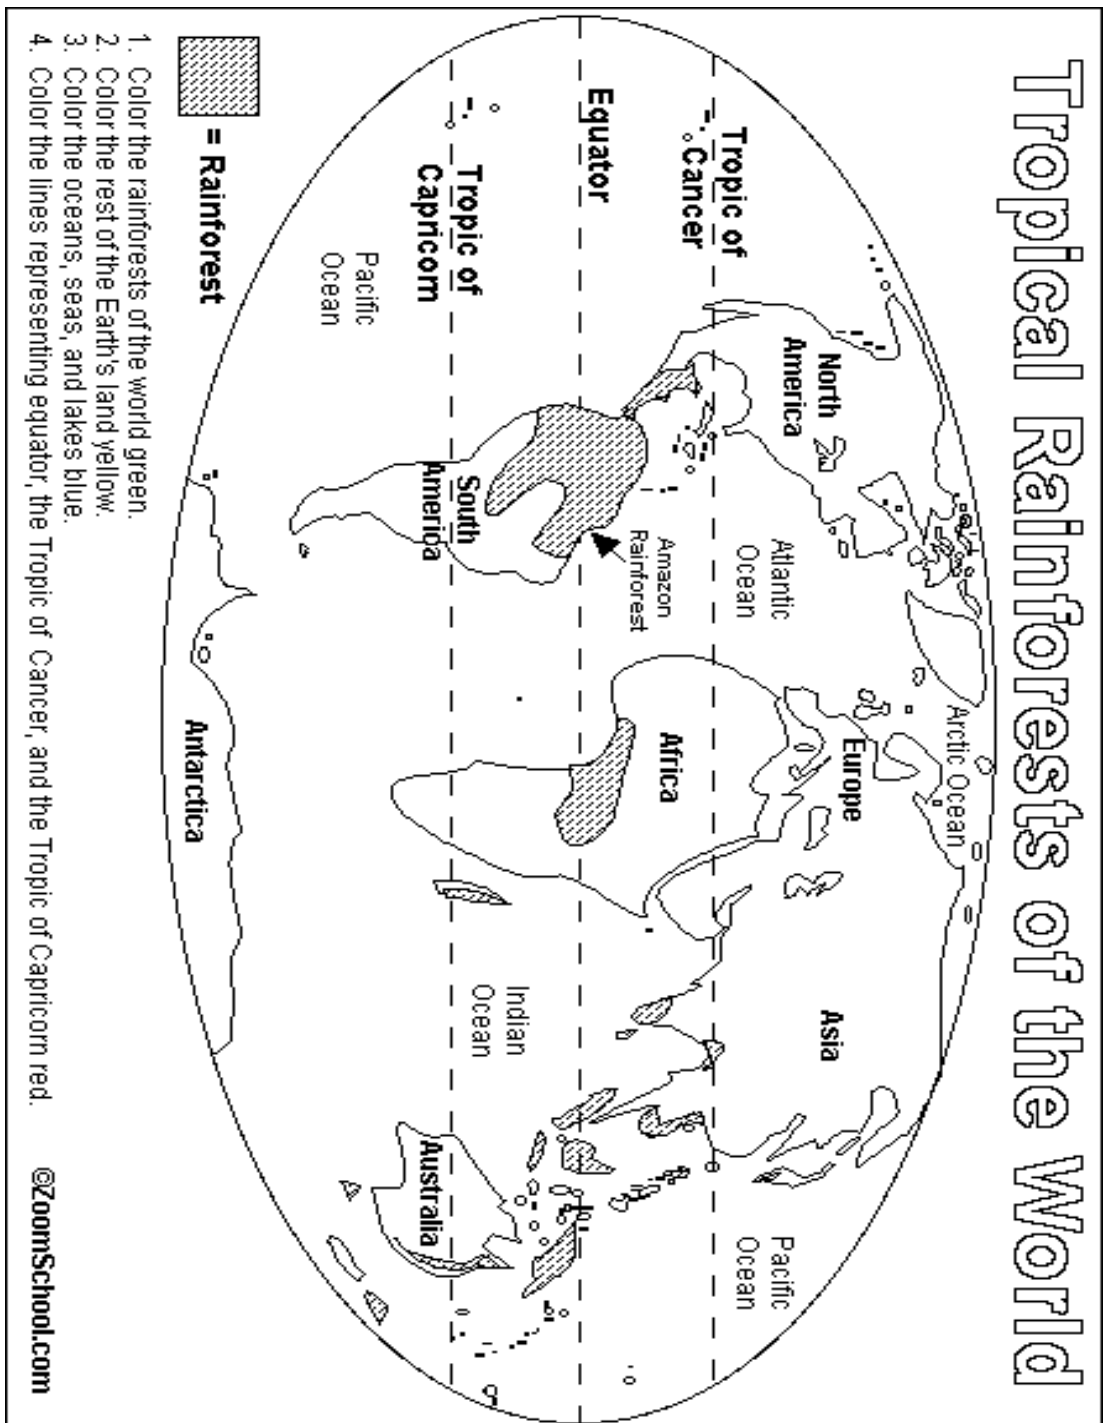 Tropical Rainforests of the World
Arctic Ocean
North
America
Europe
Asia
Atlantic
Ocean
Pacific
Ocean
Tropic of
Cancer
Africa
Amazon
Rainforest
Equator
Indian
Ocean
Tropic of
Capricorn
South
America
Australia
Pacific
Ocean
Antarctica
= Rainforest
1. Color the rainforests of the world green.
2. Color the rest of the Earth's land yellow.
3. Color the oceans, seas, and lakes blue.
4. Color the lines representing equator, the Tropic of Cancer, and the Tropic of Capricorn red.
©ZoomSchool.com